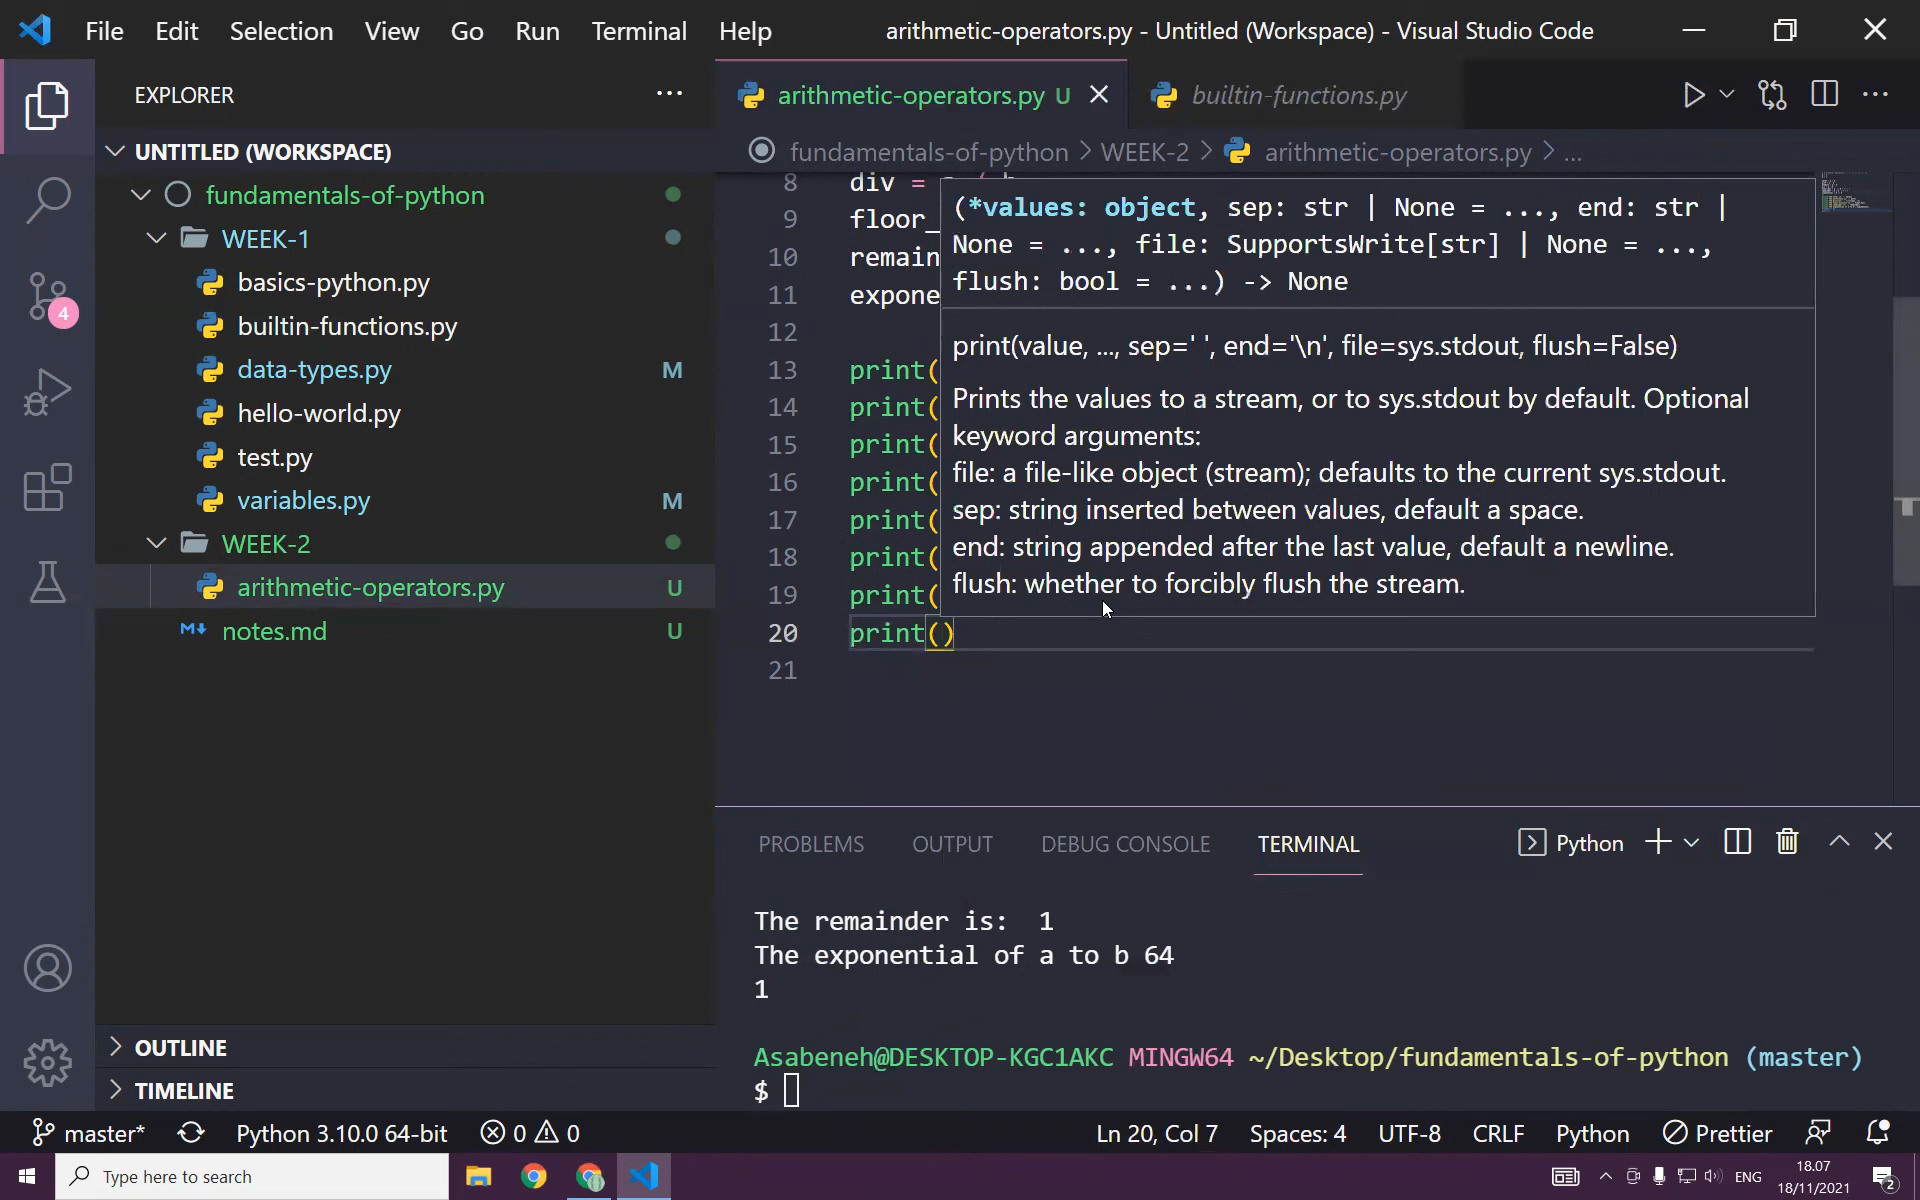 File Edit Selection View Go Run Terminal Help arithmetic-operators.py - Untitled (Workspace) - Visual Studio Code
EXPLORER
UNTITLED (WORKSPACE)
fundamentals-of-python
WEEK-1
basics-python.py
builtin-functions.py
data-types.py M
hello-world.py
test.py
variables.py M
WEEK-2
arithmetic-operators.py U
notes.md U
OUTLINE
TIMELINE
4
arithmetic-operators.py U builtin-functions.py
fundamentals-of-python > WEEK-2 > arithmetic-operators.py > ...
8 div =
9 floor_
10 remain
11 expone
12
13 print(
14 print(
15 print(
16 print(
17 print(
18 print(
19 print(
20 print()
21
(*values: object, sep: str | None = ..., end: str |
None = ..., file: SupportsWrite[str] | None = ...,
flush: bool = ...) -> None
print(value, ..., sep=' ', end='\n', file=sys.stdout, flush=False)
Prints the values to a stream, or to sys.stdout by default. Optional
keyword arguments:
file: a file-like object (stream); defaults to the current sys.stdout.
sep: string inserted between values, default a space.
end: string appended after the last value, default a newline.
flush: whether to forcibly flush the stream.
PROBLEMS OUTPUT DEBUG CONSOLE TERMINAL Python
The remainder is:  1
The exponential of a to b 64
1
Asabeneh@DESKTOP-KGC1AKC MINGW64 ~/Desktop/fundamentals-of-python (master)
$
master* Python 3.10.0 64-bit 0 0 Ln 20, Col 7 Spaces: 4 UTF-8 CRLF Python Prettier
Type here to search
ENG
18.07
18/11/2021
2